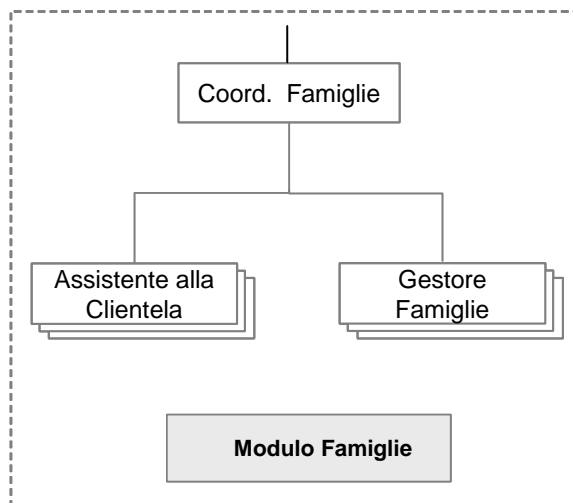 Coord. Famiglie
Assistente alla
Clientela
Gestore
Famiglie
Modulo Famiglie